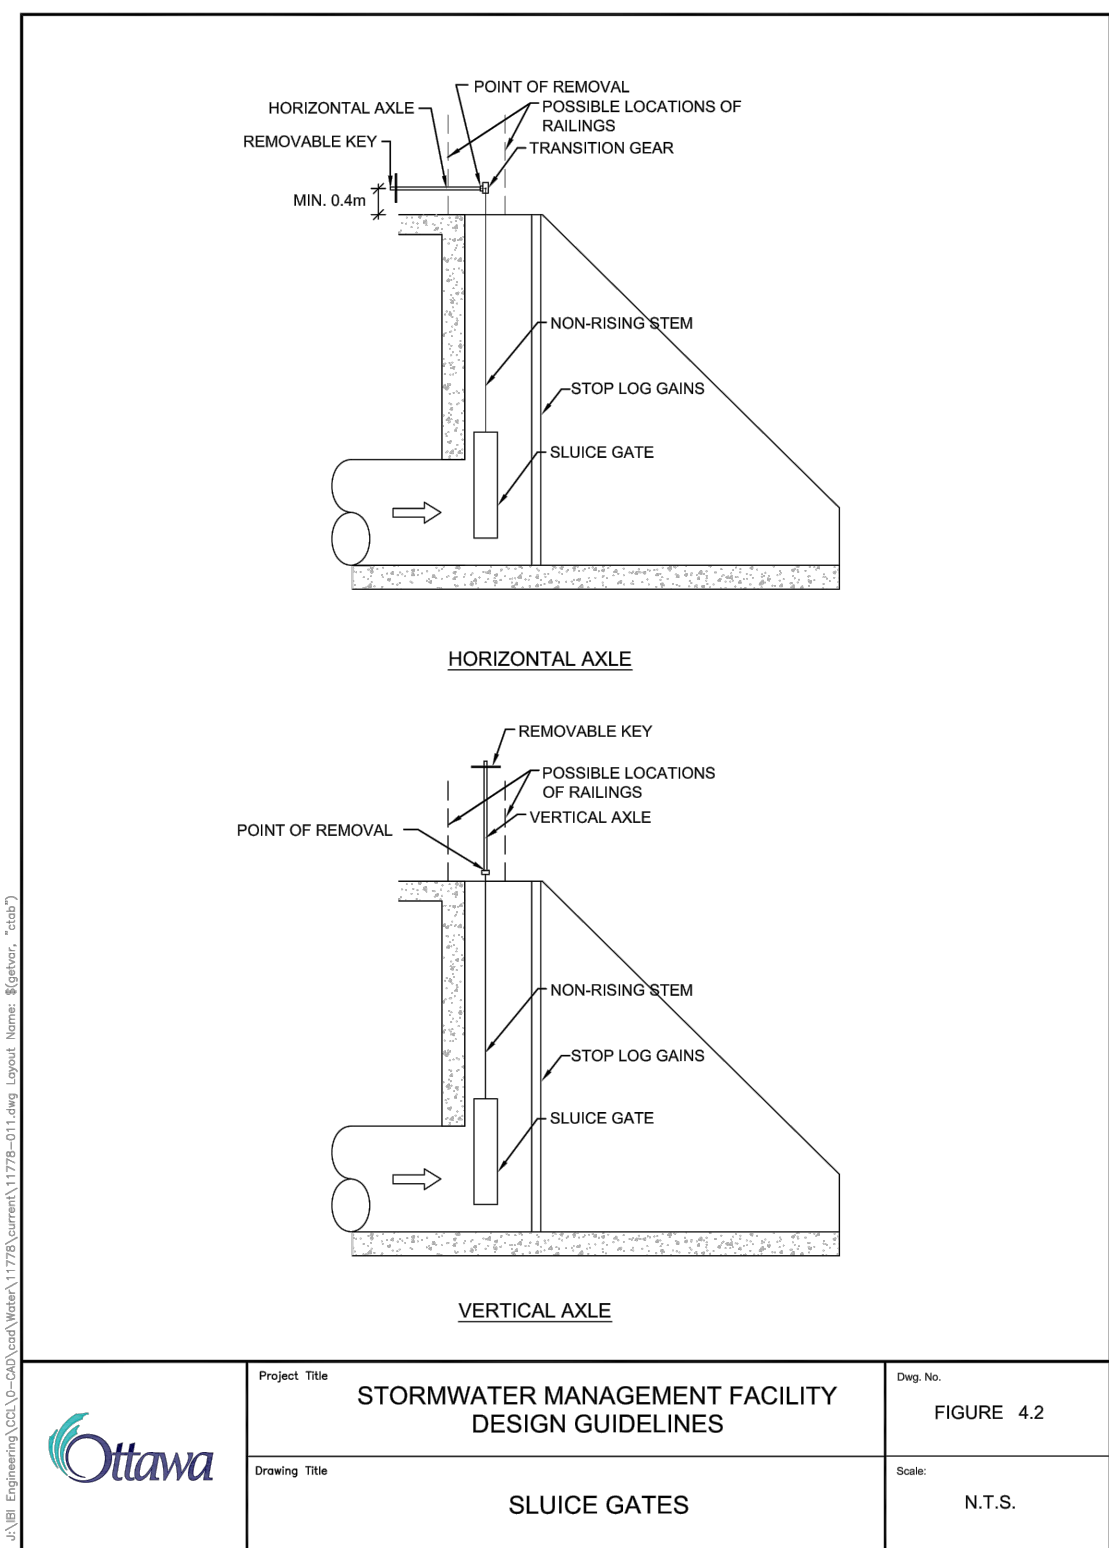 POINT OF REMOVAL
HORIZONTAL AXLE
POSSIBLE LOCATIONS OF
RAILINGS
REMOVABLE KEY
TRANSITION GEAR
MIN. 0.4m
NON-RISING STEM
STOP LOG GAINS
SLUICE GATE
HORIZONTAL AXLE
REMOVABLE KEY
POSSIBLE LOCATIONS
OF RAILINGS
VERTICAL AXLE
POINT OF REMOVAL
NON-RISING STEM
STOP LOG GAINS
SLUICE GATE
VERTICAL AXLE
J:\IBI Engineering\CCL\0-CAD\cad\Water\11778\current\11778-011.dwg Layout Name: $(getvar, "ctab")
Ottawa
Project Title
STORMWATER MANAGEMENT FACILITY
DESIGN GUIDELINES
Dwg. No.
FIGURE 4.2
Drawing Title
SLUICE GATES
Scale:
N.T.S.